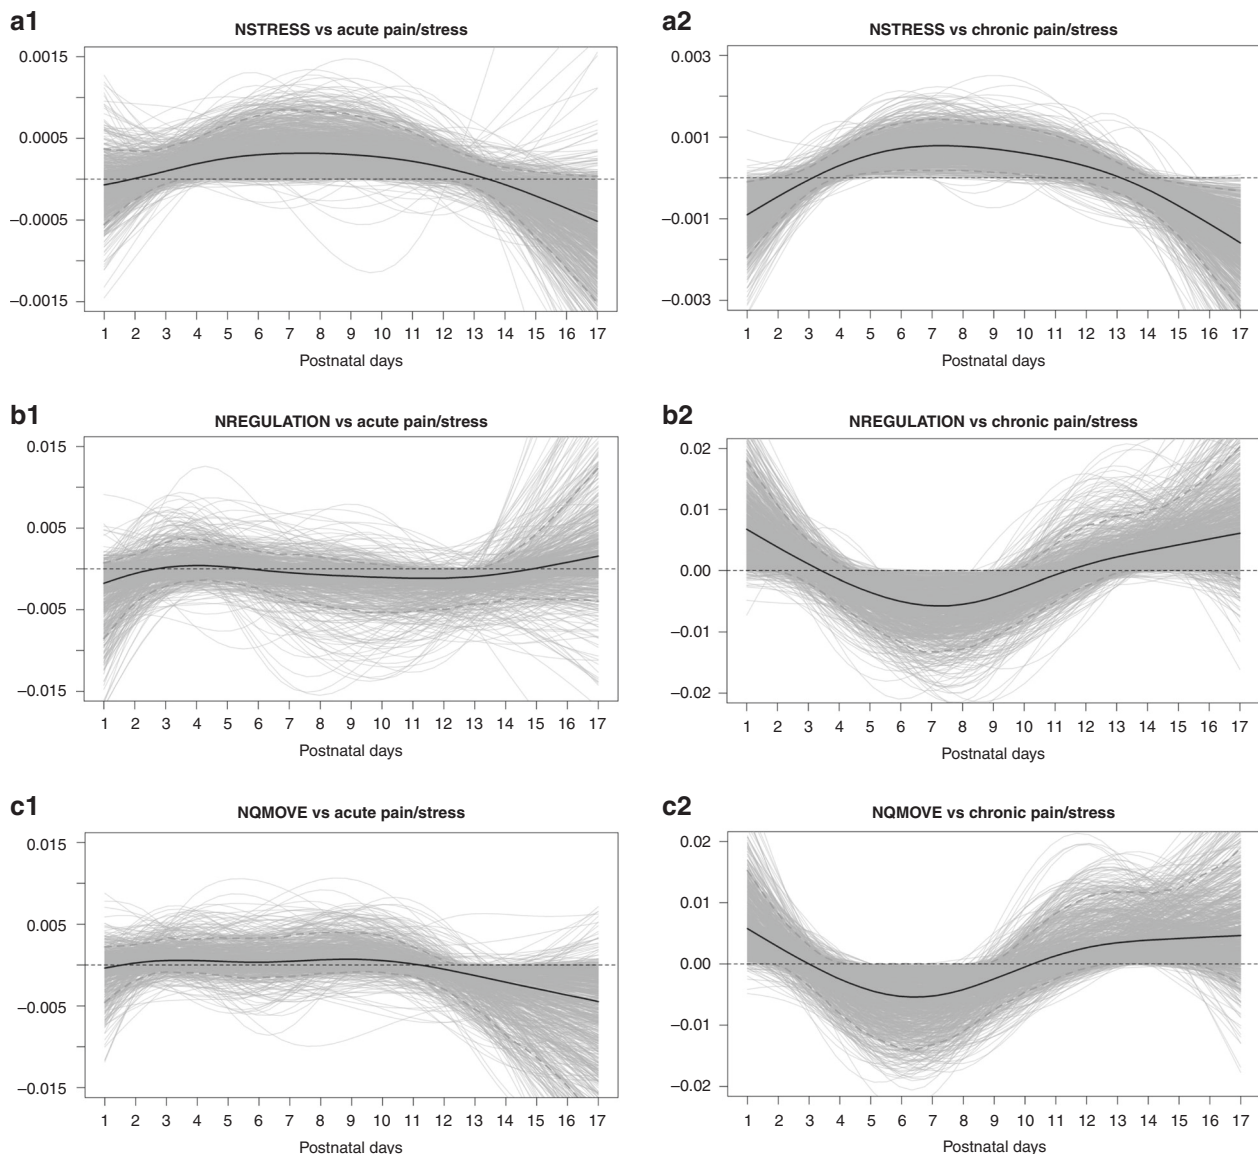 a1
NSTRESS vs acute pain/stress
0.0015
0.0005
−0.0005
−0.0015
1 2 3 4 5 6 7 8 9 10 11 12 13 14 15 16 17
Postnatal days
a2
NSTRESS vs chronic pain/stress
0.003
0.001
−0.001
−0.003
1 2 3 4 5 6 7 8 9 10 11 12 13 14 15 16 17
Postnatal days
b1
NREGULATION vs acute pain/stress
0.015
0.005
−0.005
−0.015
1 2 3 4 5 6 7 8 9 10 11 12 13 14 15 16 17
Postnatal days
b2
NREGULATION vs chronic pain/stress
0.02
0.01
0.00
−0.01
−0.02
1 2 3 4 5 6 7 8 9 10 11 12 13 14 15 16 17
Postnatal days
c1
NQMOVE vs acute pain/stress
0.015
0.005
−0.005
−0.015
1 2 3 4 5 6 7 8 9 10 11 12 13 14 15 16 17
Postnatal days
c2
NQMOVE vs chronic pain/stress
0.02
0.01
0.00
−0.01
−0.02
1 2 3 4 5 6 7 8 9 10 11 12 13 14 15 16 17
Postnatal days